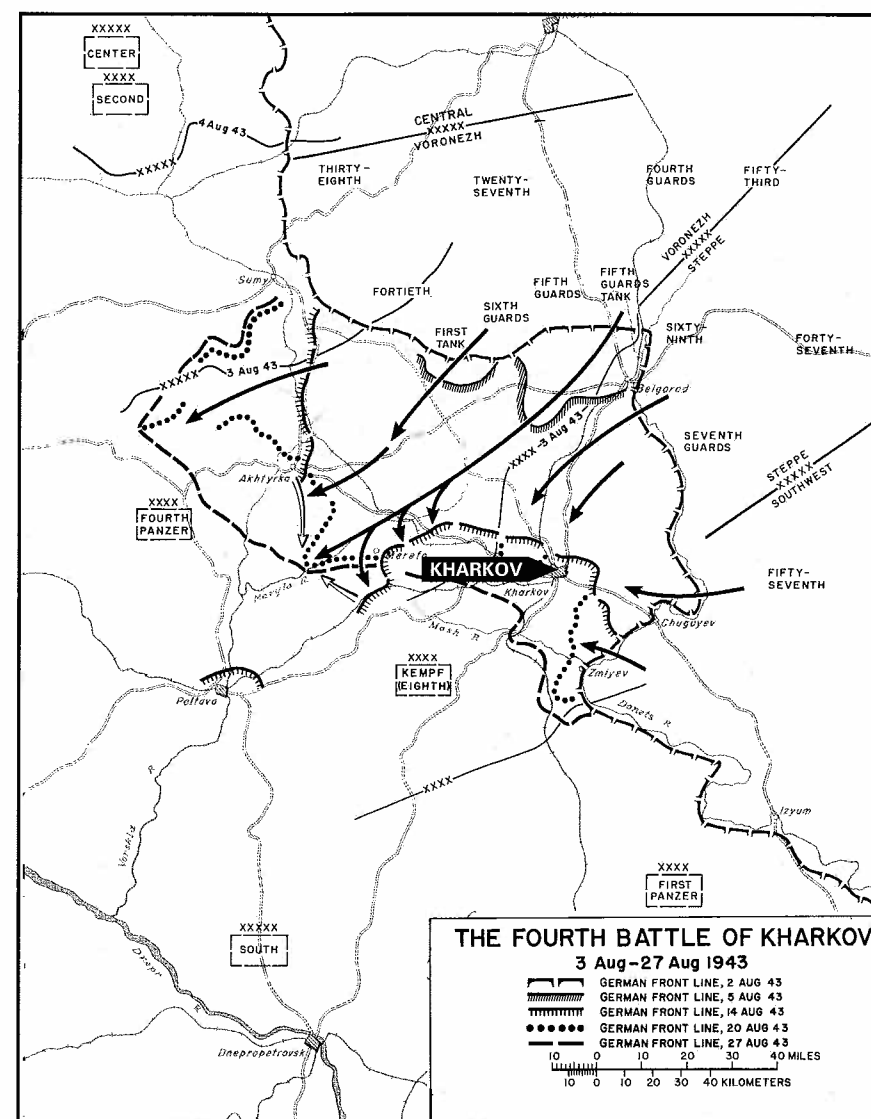 XXXXX
CENTER
XXXX
SECOND
XXXXX
4 Aug 43
CENTRAL
XXXXX
VORONEZH
THIRTY-
EIGHTH
TWENTY-
SEVENTH
FOURTH
GUARDS
FIFTY-
THIRD
VORONEZH
XXXXX
STEPPE
Sumy
FORTIETH
FIFTH
GUARDS
FIFTH
GUARDS
TANK
SIXTH
GUARDS
FIRST
TANK
SIXTY-
NINTH
FORTY-
SEVENTH
XXXXX
3 Aug 43
Belgorod
XXXX
3 Aug 43
SEVENTH
GUARDS
STEPPE
XXXXX
SOUTHWEST
Akhtyrka
XXXX
FOURTH
PANZER
Merefa
KHARKOV
Kharkov
FIFTY-
SEVENTH
Chuguyev
Mosh R
XXXX
KEMPF
(EIGHTH)
Zmiyev
Donets R
Poltava
XXXX
Izyum
Vorskla R
XXXX
FIRST
PANZER
XXXXX
SOUTH
Dnepr R
Dnepropetrovsk
THE FOURTH BATTLE OF KHARKOV
3 Aug-27 Aug 1943
GERMAN FRONT LINE, 2 AUG 43
GERMAN FRONT LINE, 5 AUG 43
GERMAN FRONT LINE, 14 AUG 43
GERMAN FRONT LINE, 20 AUG 43
GERMAN FRONT LINE, 27 AUG 43
10 0 10 20 30 40 MILES
10 0 10 20 30 40 KILOMETERS